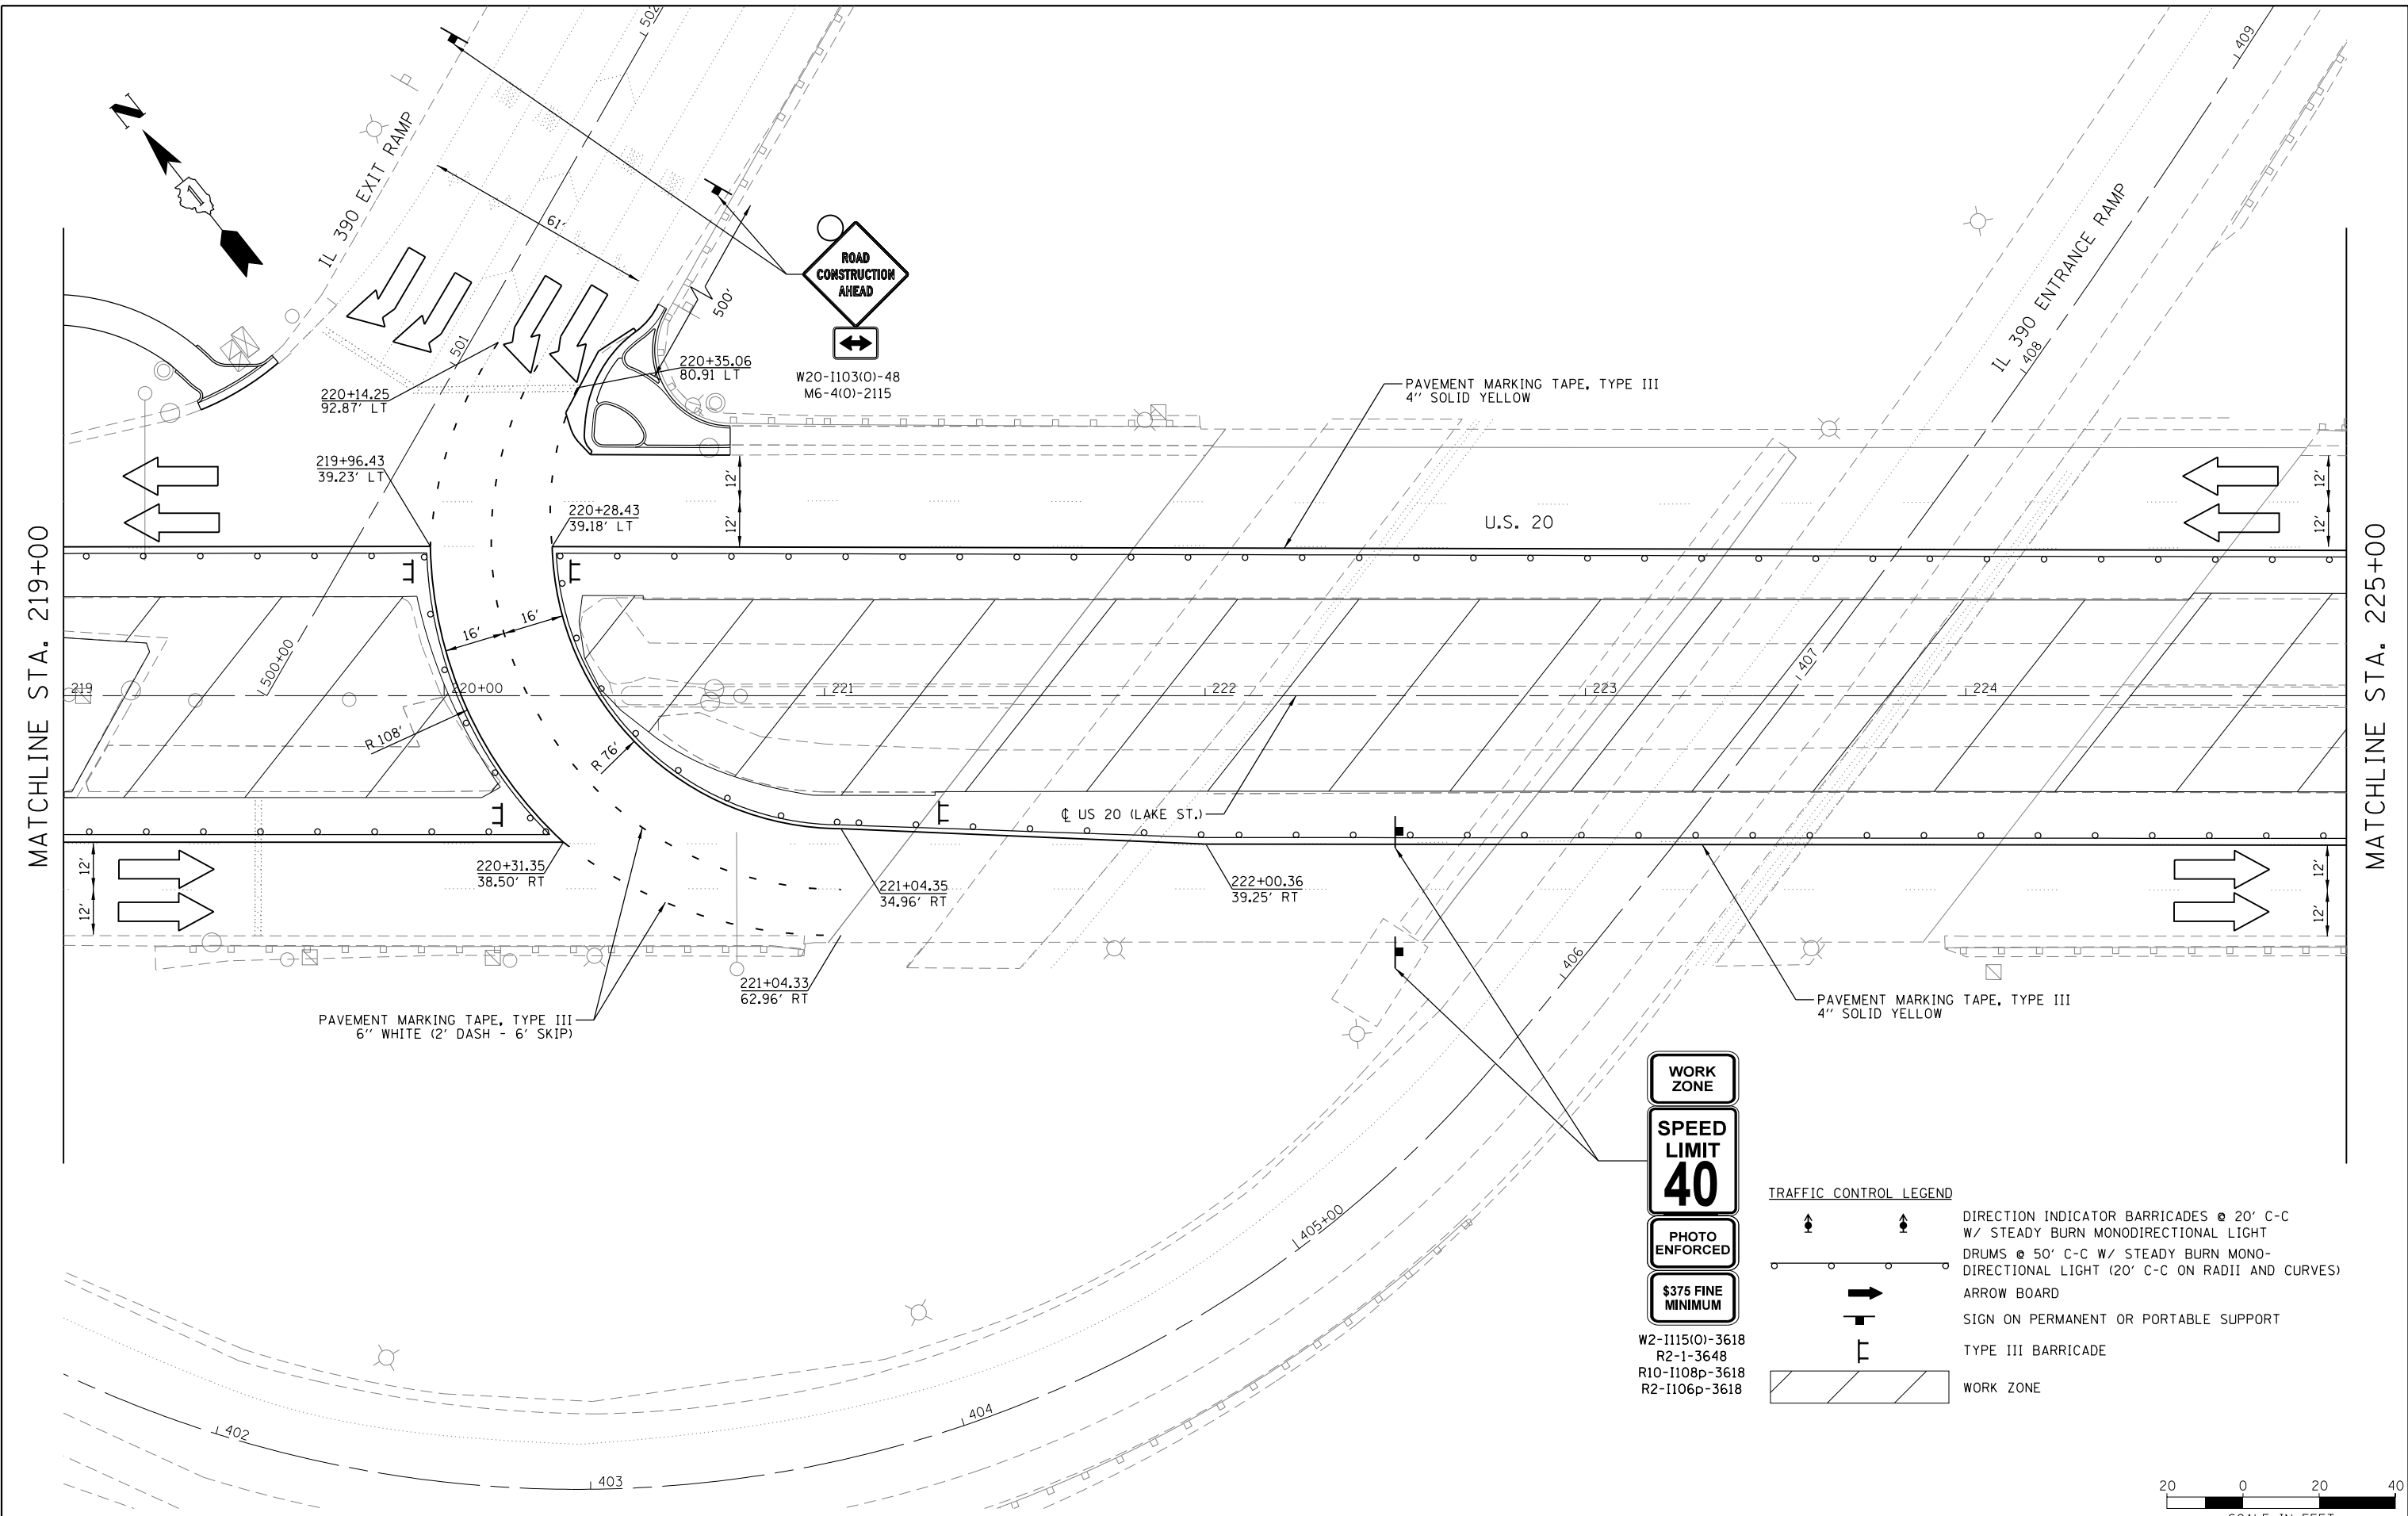 502
409
N
1
IL 390 EXIT RAMP
61'
500'
ROAD
CONSTRUCTION
AHEAD
W20-I103(O)-48
M6-4(O)-2115
501
220+14.25
92.87' LT
220+35.06
80.91 LT
IL 390 ENTRANCE RAMP
408
PAVEMENT MARKING TAPE, TYPE III
4'' SOLID YELLOW
219+96.43
39.23' LT
220+28.43
39.18' LT
12'
12'
U.S. 20
12'
12'
MATCHLINE STA. 219+00
MATCHLINE STA. 225+00
16'
16'
500+00
219
220+00
221
222
223
224
407
R 108'
R 76'
℄ US 20 (LAKE ST.)
12'
12'
220+31.35
38.50' RT
221+04.35
34.96' RT
222+00.36
39.25' RT
12'
12'
221+04.33
62.96' RT
406
PAVEMENT MARKING TAPE, TYPE III
6'' WHITE (2' DASH - 6' SKIP)
PAVEMENT MARKING TAPE, TYPE III
4'' SOLID YELLOW
WORK
ZONE
SPEED
LIMIT
40
PHOTO
ENFORCED
$375 FINE
MINIMUM
W2-I115(O)-3618
R2-1-3648
R10-I108p-3618
R2-I106p-3618
TRAFFIC CONTROL LEGEND
DIRECTION INDICATOR BARRICADES @ 20' C-C
W/ STEADY BURN MONODIRECTIONAL LIGHT
DRUMS @ 50' C-C W/ STEADY BURN MONO-
DIRECTIONAL LIGHT (20' C-C ON RADII AND CURVES)
ARROW BOARD
SIGN ON PERMANENT OR PORTABLE SUPPORT
TYPE III BARRICADE
WORK ZONE
405+00
404
402
403
20 0 20 40
SCALE IN FEET